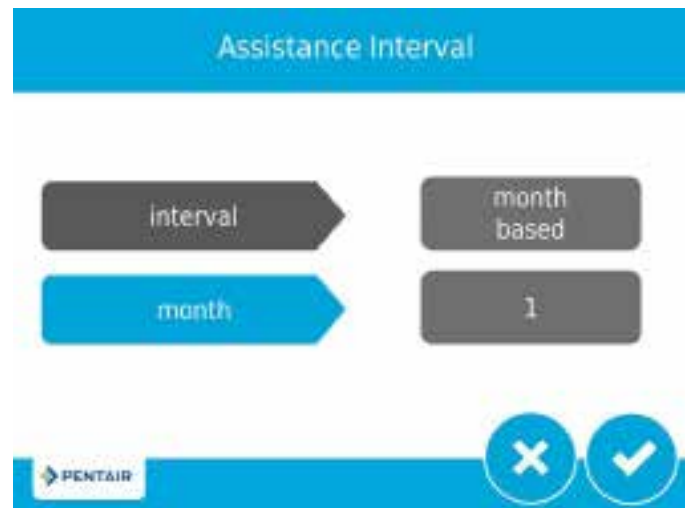 Assistance Interval
interval
month
based
month
1
PENTAIR